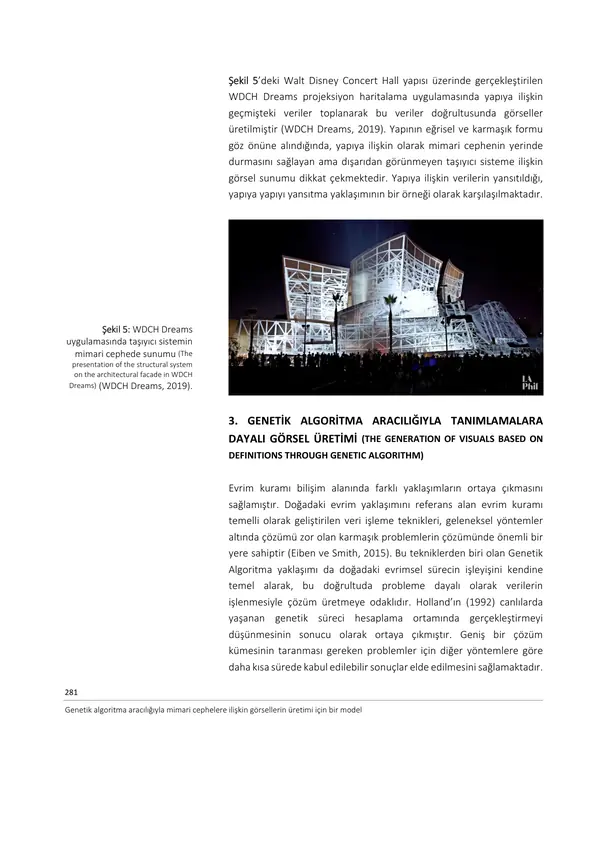 Şekil 5'deki Walt Disney Concert Hall yapısı üzerinde gerçekleştirilen
WDCH Dreams projeksiyon haritalama uygulamasında yapıya ilişkin
geçmişteki veriler toplanarak bu veriler doğrultusunda görseller
üretilmiştir (WDCH Dreams, 2019). Yapının eğrisel ve karmaşık formu
göz önüne alındığında, yapıya ilişkin olarak mimari cephenin yerinde
durmasını sağlayan ama dışarıdan görünmeyen taşıyıcı sisteme ilişkin
görsel sunumu dikkat çekmektedir. Yapıya ilişkin verilerin yansıtıldığı,
yapıya yapıyı yansıtma yaklaşımının bir örneği olarak karşılaşılmaktadır.
LA
Phil
Şekil 5: WDCH Dreams
uygulamasında taşıyıcı sistemin
mimari cephede sunumu (The
presentation of the structural system
on the architectural facade in WDCH
Dreams) (WDCH Dreams, 2019).
3. GENETİK ALGORİTMA ARACILIĞIYLA TANIMLAMALARA
DAYALI GÖRSEL ÜRETİMİ (THE GENERATION OF VISUALS BASED ON
DEFINITIONS THROUGH GENETIC ALGORITHM)
Evrim kuramı bilişim alanında farklı yaklaşımların ortaya çıkmasını
sağlamıştır. Doğadaki evrim yaklaşımını referans alan evrim kuramı
temelli olarak geliştirilen veri işleme teknikleri, geleneksel yöntemler
altında çözümü zor olan karmaşık problemlerin çözümünde önemli bir
yere sahiptir (Eiben ve Smith, 2015). Bu tekniklerden biri olan Genetik
Algoritma yaklaşımı da doğadaki evrimsel sürecin işleyişini kendine
temel alarak, bu doğrultuda probleme dayalı olarak verilerin
işlenmesiyle çözüm üretmeye odaklıdır. Holland'ın (1992) canlılarda
yaşanan genetik süreci hesaplama ortamında gerçekleştirmeyi
düşünmesinin sonucu olarak ortaya çıkmıştır. Geniş bir çözüm
kümesinin taranması gereken problemler için diğer yöntemlere göre
daha kısa sürede kabul edilebilir sonuçlar elde edilmesini sağlamaktadır.
281
Genetik algoritma aracılığıyla mimari cephelere ilişkin görsellerin üretimi için bir model